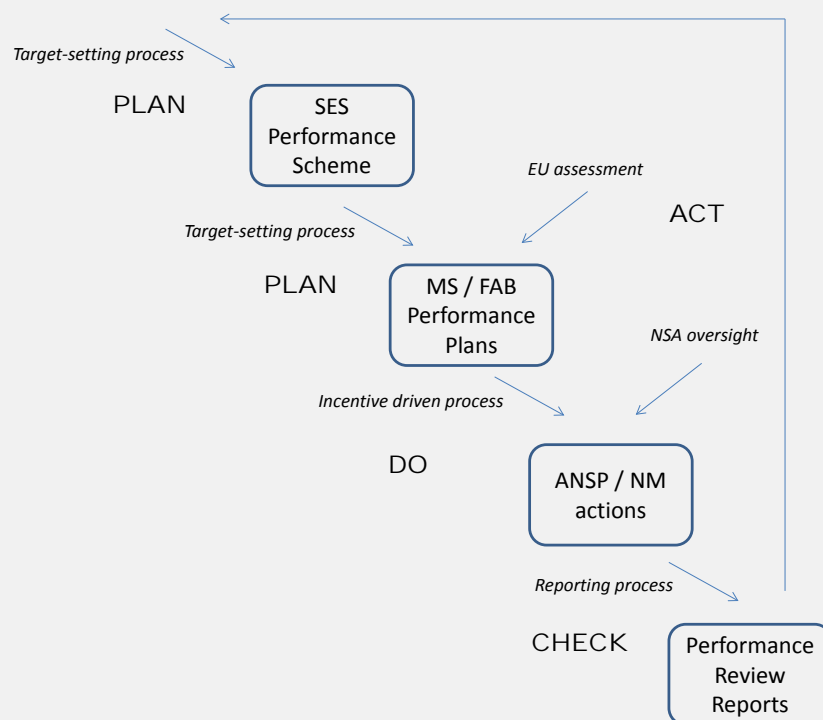 Target-setting process
PLAN
SES
Performance
Scheme
EU assessment
ACT
Target-setting process
PLAN
MS / FAB
Performance
Plans
NSA oversight
Incentive driven process
DO
ANSP / NM
actions
Reporting process
CHECK
Performance
Review
Reports